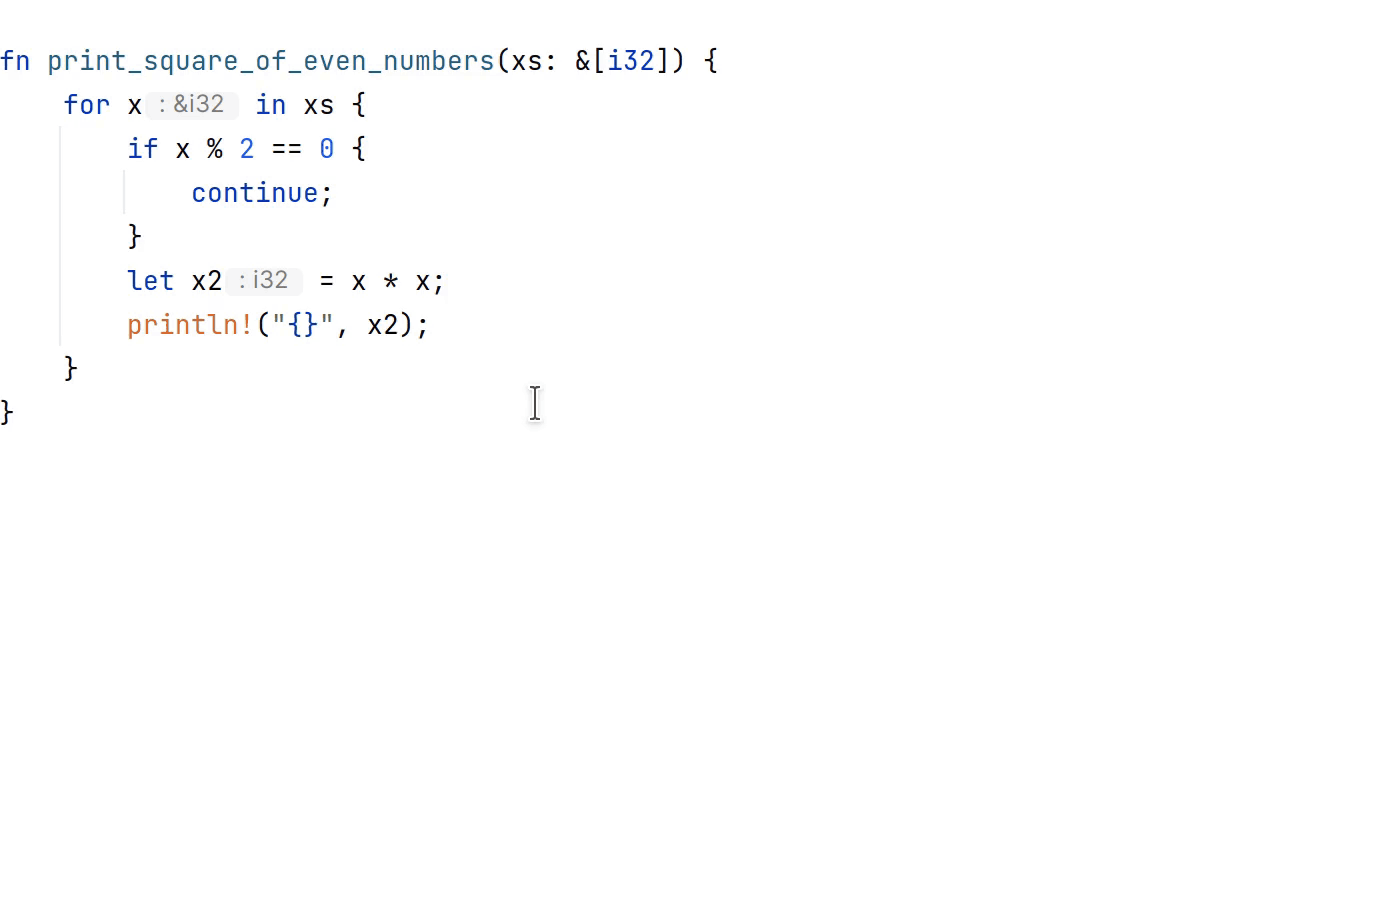 fn print_square_of_even_numbers(xs: &[i32]) {
for x : &i32 in xs {
if x % 2 == 0 {
continue;
}
let x2 : i32 = x * x;
println!("{}", x2);
}
}